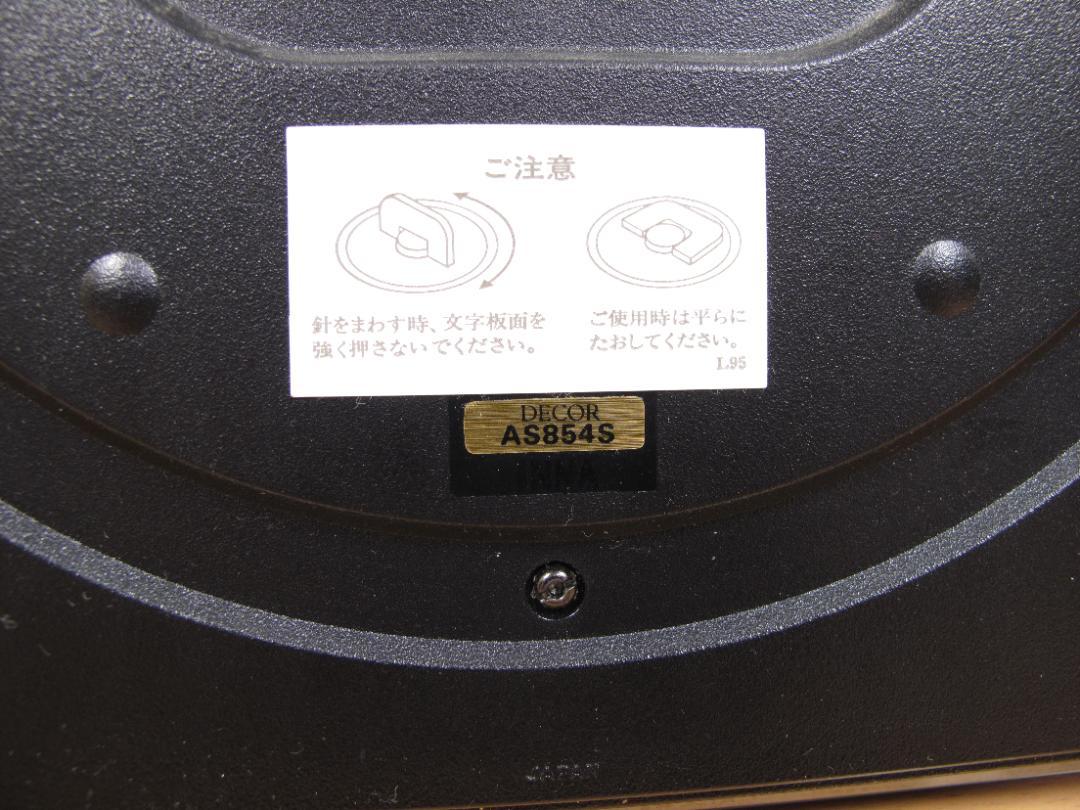 ご注意
針をまわす時、文字板面を
強く押さないでください。
ご使用時は平らに
たおしてください。
L95
DECOR
AS854S
JAPAN